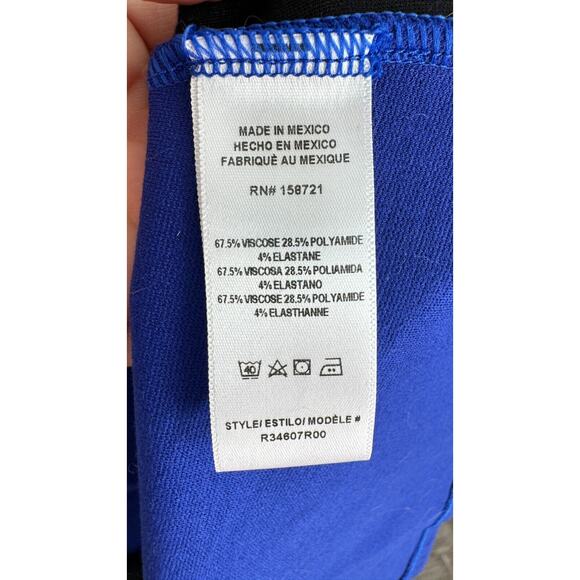 MADE IN MEXICO
HECHO EN MEXICO
FABRIQUÈ AU MEXIQUE
RN# 158721
67.5% VISCOSE 28.5% POLYAMIDE
4% ELASTANE
67.5% VISCOSA 28.5% POLIAMIDA
4% ELASTANO
67.5% VISCOSE 28.5% POLYAMIDE
4% ELASTHANNE
40
STYLE/ ESTILO/ MODÈLE #
R34607R00